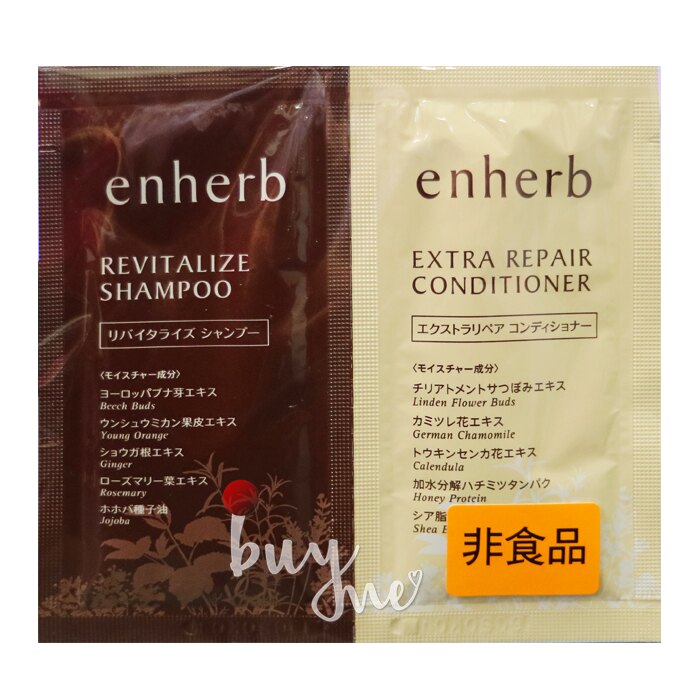 enherb
REVITALIZE
SHAMPOO
リバイタライズ シャンプー
〈モイスチャー成分〉
ヨーロッパブナ芽エキス
Beech Buds
ウンシュウミカン果皮エキス
Young Orange
ショウガ根エキス
Ginger
ローズマリー葉エキス
Rosemary
ホホバ種子油
Jojoba
enherb
EXTRA REPAIR
CONDITIONER
エクストラリペア コンディショナー
〈モイスチャー成分〉
チリアトメントサつぼみエキス
Linden Flower Buds
カミツレ花エキス
German Chamomile
トウキンセンカ花エキス
Calendula
加水分解ハチミツタンパク
Honey Protein
シア脂
Shea
非食品
buy
me